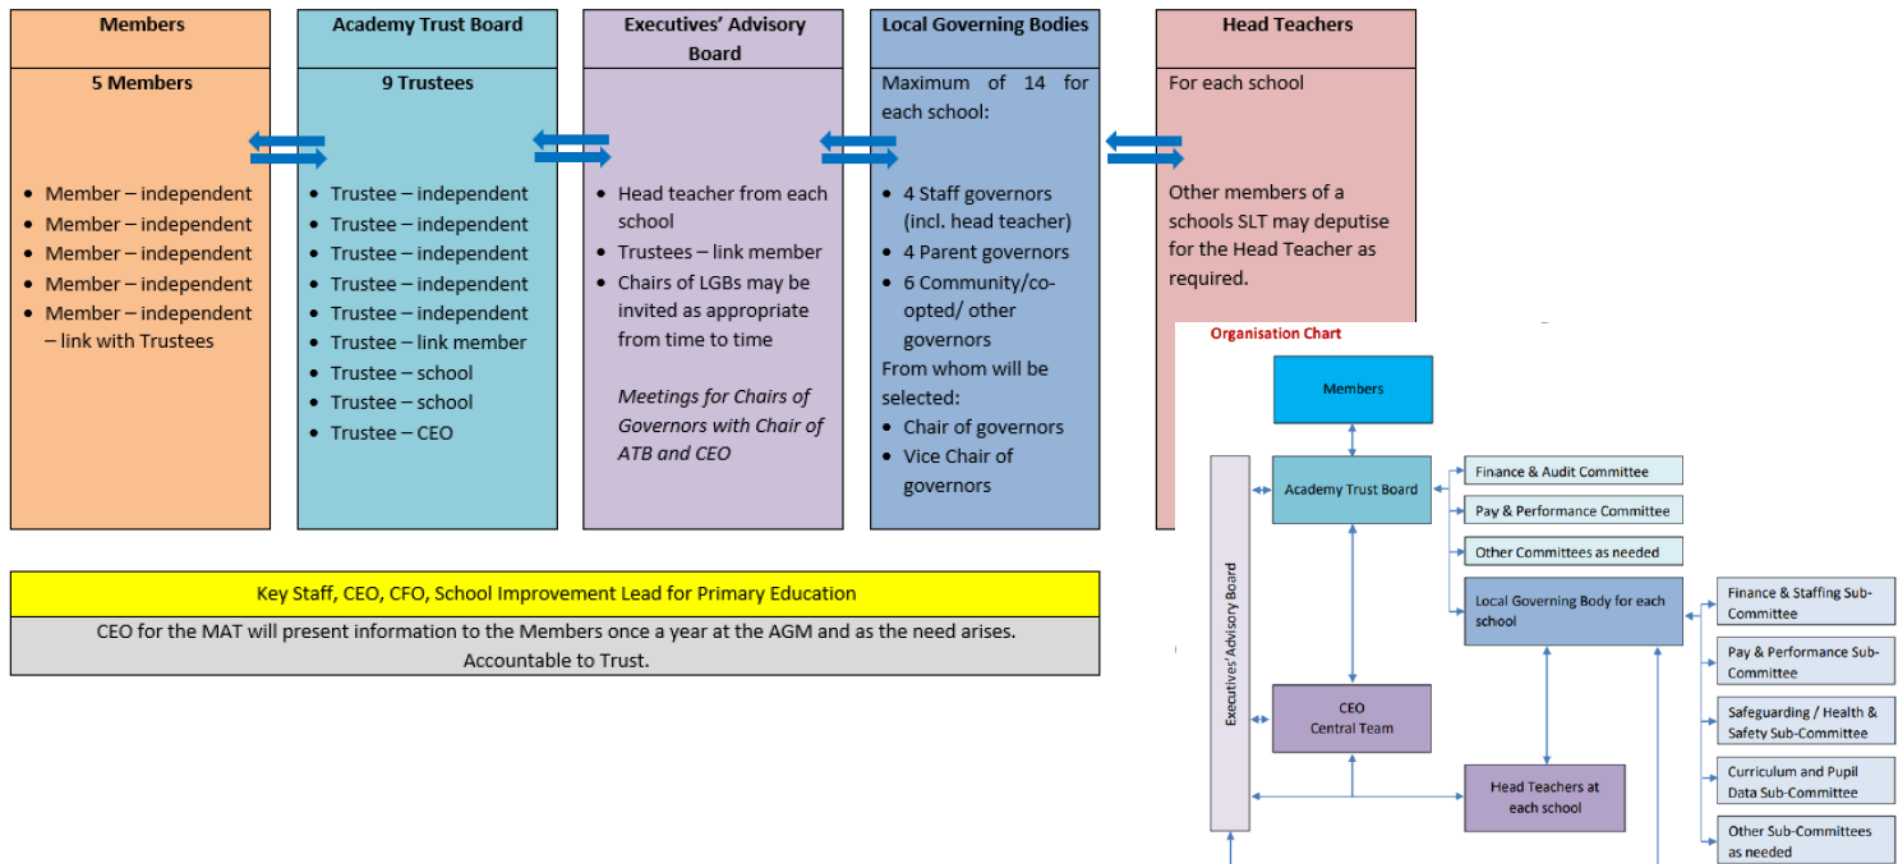 Members
5 Members
• Member – independent
• Member – independent
• Member – independent
• Member – independent
• Member – independent
– link with Trustees
Academy Trust Board
9 Trustees
• Trustee – independent
• Trustee – independent
• Trustee – independent
• Trustee – independent
• Trustee – independent
• Trustee – link member
• Trustee – school
• Trustee – school
• Trustee – CEO
Executives’ Advisory
Board
• Head teacher from each
school
• Trustees – link member
• Chairs of LGBs may be
invited as appropriate
from time to time
Meetings for Chairs of
Governors with Chair of
ATB and CEO
Local Governing Bodies
Maximum of 14 for
each school:
• 4 Staff governors
(incl. head teacher)
• 4 Parent governors
• 6 Community/co-
opted/ other
governors
From whom will be
selected:
• Chair of governors
• Vice Chair of
governors
Head Teachers
For each school
Other members of a
schools SLT may deputise
for the Head Teacher as
required.
Key Staff, CEO, CFO, School Improvement Lead for Primary Education
CEO for the MAT will present information to the Members once a year at the AGM and as the need arises.
Accountable to Trust.
Organisation Chart
Members
Executives’ Advisory Board
Academy Trust Board
Finance & Audit Committee
Pay & Performance Committee
Other Committees as needed
Local Governing Body for each
school
Finance & Staffing Sub-
Committee
Pay & Performance Sub-
Committee
Safeguarding / Health &
Safety Sub-Committee
Curriculum and Pupil
Data Sub-Committee
Other Sub-Committees
as needed
CEO
Central Team
Head Teachers at
each school